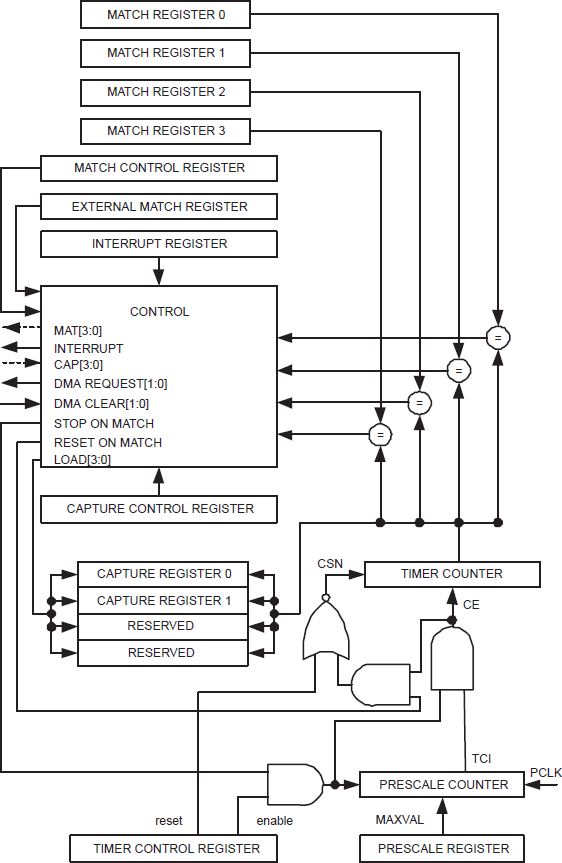 MATCH REGISTER 0
MATCH REGISTER 1
MATCH REGISTER 2
MATCH REGISTER 3
MATCH CONTROL REGISTER
EXTERNAL MATCH REGISTER
INTERRUPT REGISTER
CONTROL
MAT[3:0]
INTERRUPT
CAP[3:0]
DMA REQUEST[1:0]
DMA CLEAR[1:0]
STOP ON MATCH
RESET ON MATCH
LOAD[3:0]
=
=
=
=
CAPTURE CONTROL REGISTER
CSN
TIMER COUNTER
CAPTURE REGISTER 0
CAPTURE REGISTER 1
RESERVED
RESERVED
CE
TCI
PCLK
PRESCALE COUNTER
reset
enable
MAXVAL
TIMER CONTROL REGISTER
PRESCALE REGISTER